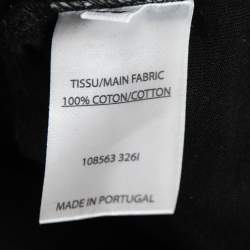 TISSU/MAIN FABRIC
100% COTON/COTTON
108563 326I
MADE IN PORTUGAL